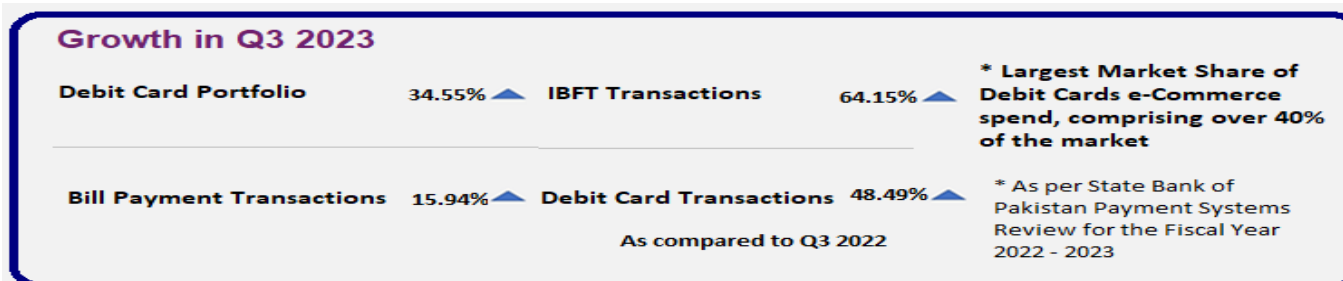 Growth in Q3 2023
Debit Card Portfolio 34.55% IBFT Transactions 64.15%
Bill Payment Transactions 15.94% Debit Card Transactions 48.49%
As compared to Q3 2022
* Largest Market Share of
Debit Cards e-Commerce
spend, comprising over 40%
of the market
* As per State Bank of
Pakistan Payment Systems
Review for the Fiscal Year
2022 - 2023